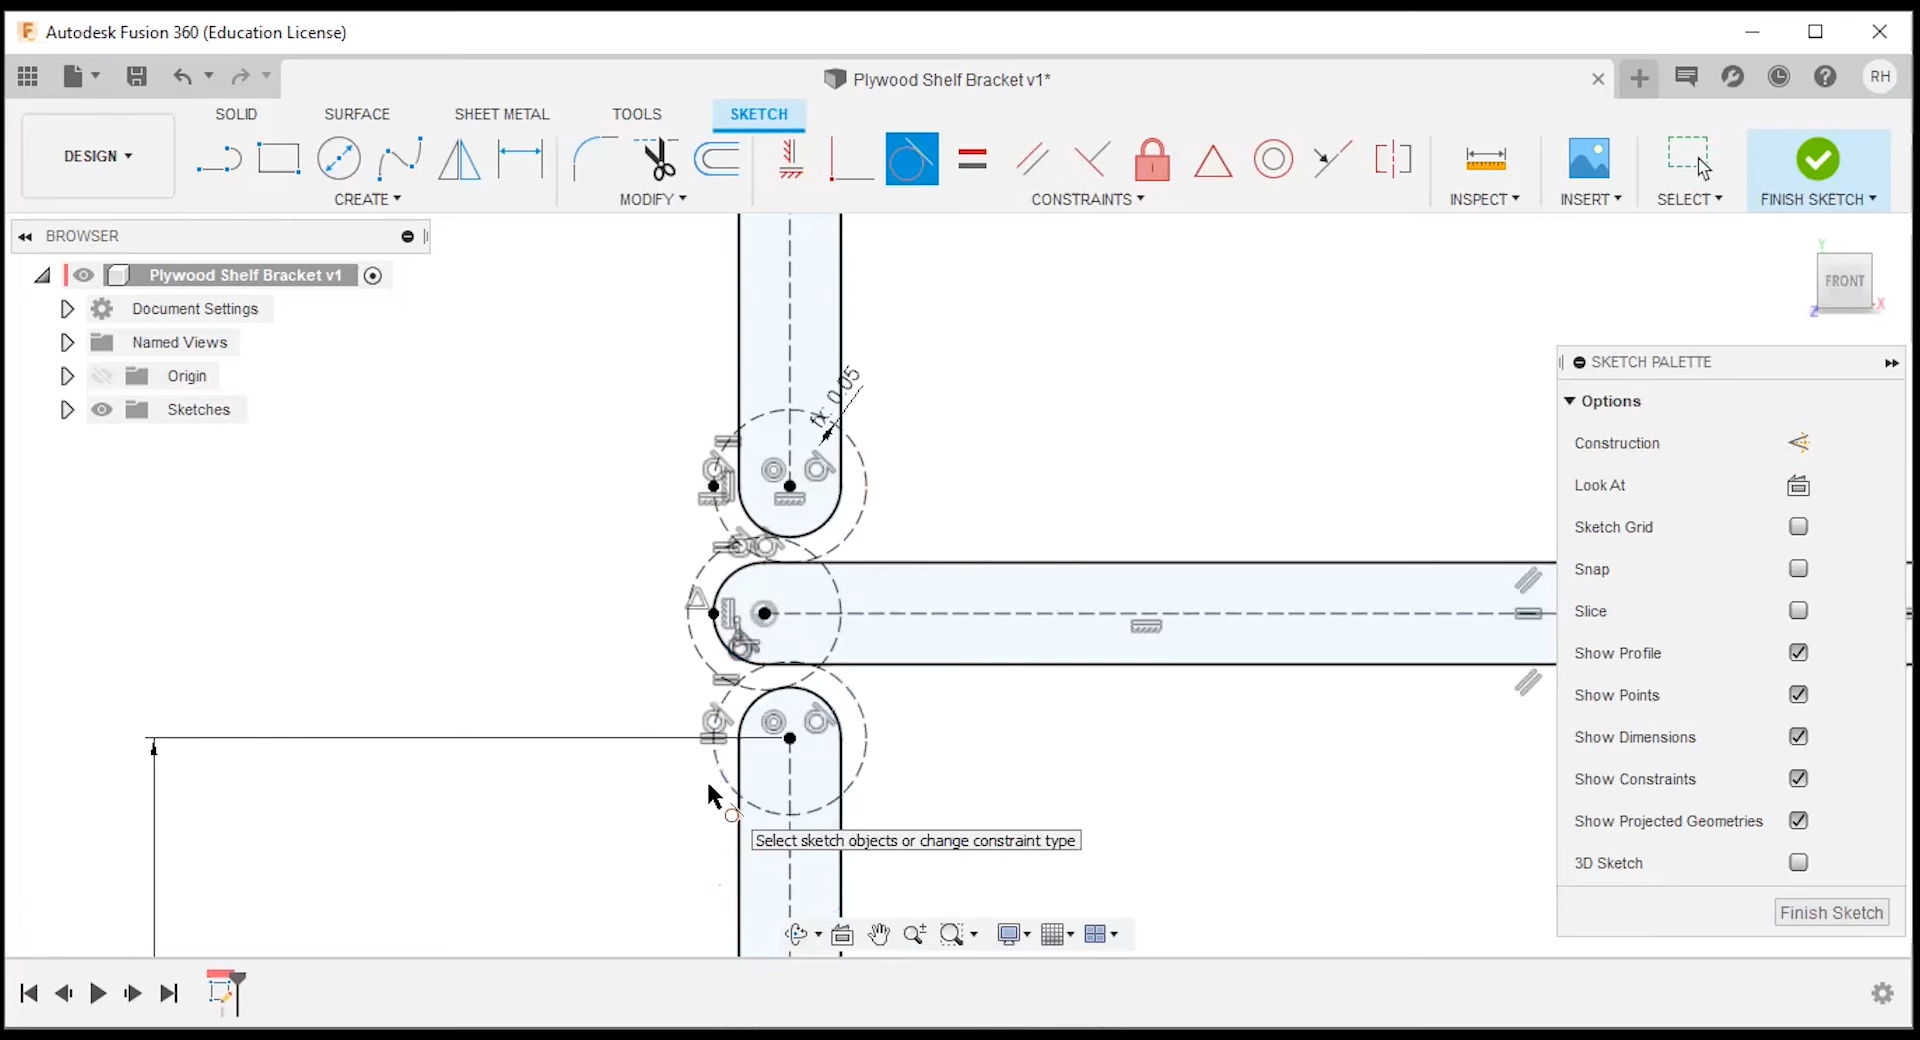 Autodesk Fusion 360 (Education License)
Plywood Shelf Bracket v1*
RH
SOLID SURFACE SHEET METAL TOOLS SKETCH
DESIGN
CREATE MODIFY CONSTRAINTS INSPECT INSERT SELECT FINISH SKETCH
BROWSER
Plywood Shelf Bracket v1
Document Settings
Named Views
Origin
Sketches
Y
FRONT
X
Z
fx: 0.05
SKETCH PALETTE
Options
Construction
Look At
Sketch Grid
Snap
Slice
Show Profile
Show Points
Show Dimensions
Show Constraints
Show Projected Geometries
3D Sketch
Finish Sketch
Select sketch objects or change constraint type